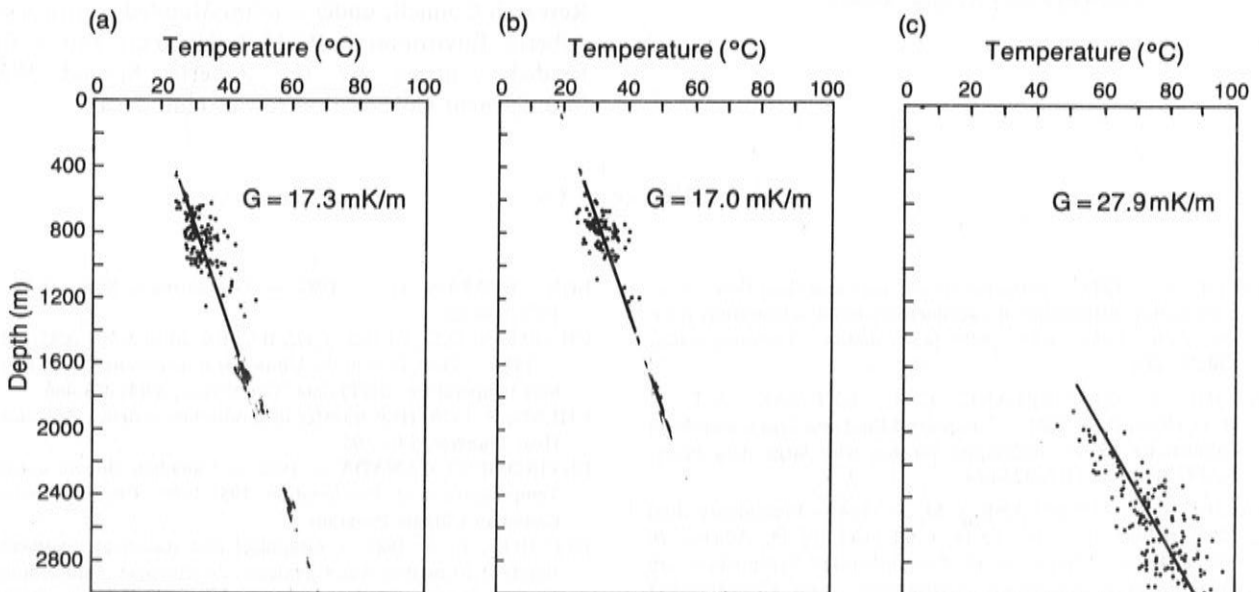 (a)
Temperature (°C)
0 20 40 60 80 100
0
400
800
1200
1600
2000
2400
2800
Depth (m)
G = 17.3 mK/m
(b)
Temperature (°C)
0 20 30 60 80 100
G = 17.0 mK/m
(c)
Temperature (°C)
0 20 40 60 80 100
G = 27.9 mK/m